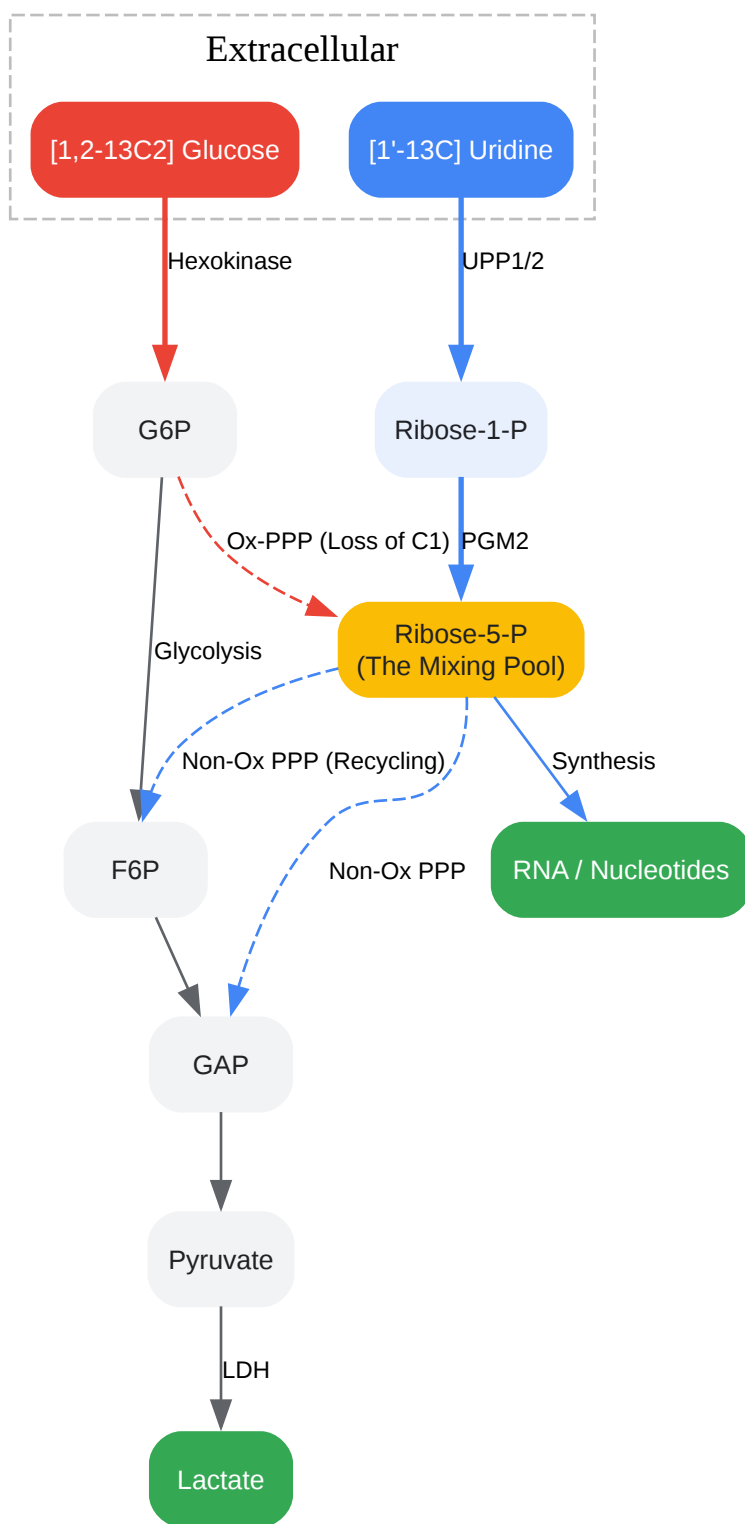 Extracellular
[1,2-13C2] Glucose
[1'-13C] Uridine
Hexokinase
UPP1/2
G6P
Ribose-1-P
Ox-PPP (Loss of C1)
PGM2
Ribose-5-P
(The Mixing Pool)
Glycolysis
Non-Ox PPP (Recycling)
Synthesis
F6P
Non-Ox PPP
RNA / Nucleotides
GAP
Pyruvate
LDH
Lactate